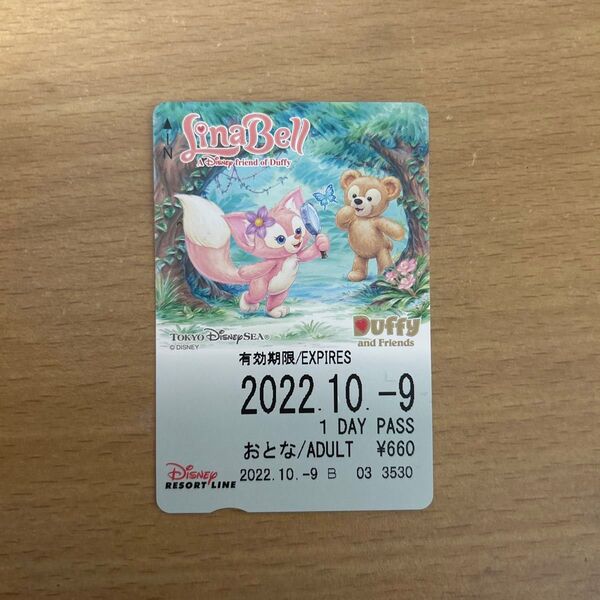 LinaBell
A Disney friend of Duffy
N
TOKYO DISNEYSEA®
© DISNEY
Duffy
and Friends
有効期限/EXPIRES
2022.10.-9
1 DAY PASS
おとな/ADULT ¥660
2022.10.-9 B 03 3530
Disney
RESORT LINE